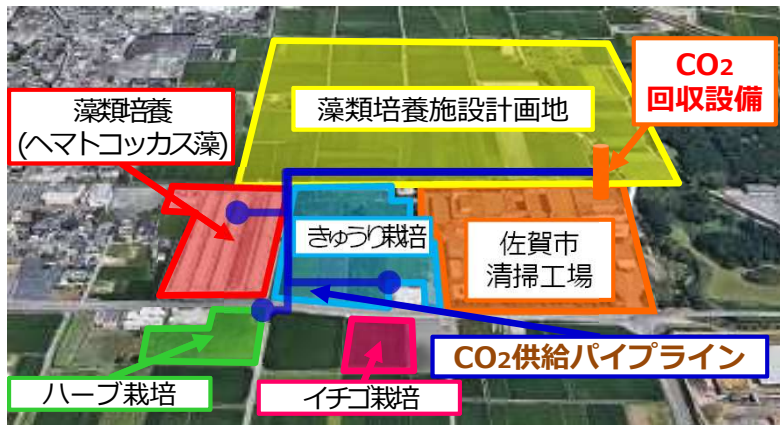 CO2
回収設備
藻類培養
(ヘマトコッカス藻)
藻類培養施設計画地
きゅうり栽培
佐賀市
清掃工場
CO2供給パイプライン
ハーブ栽培
イチゴ栽培